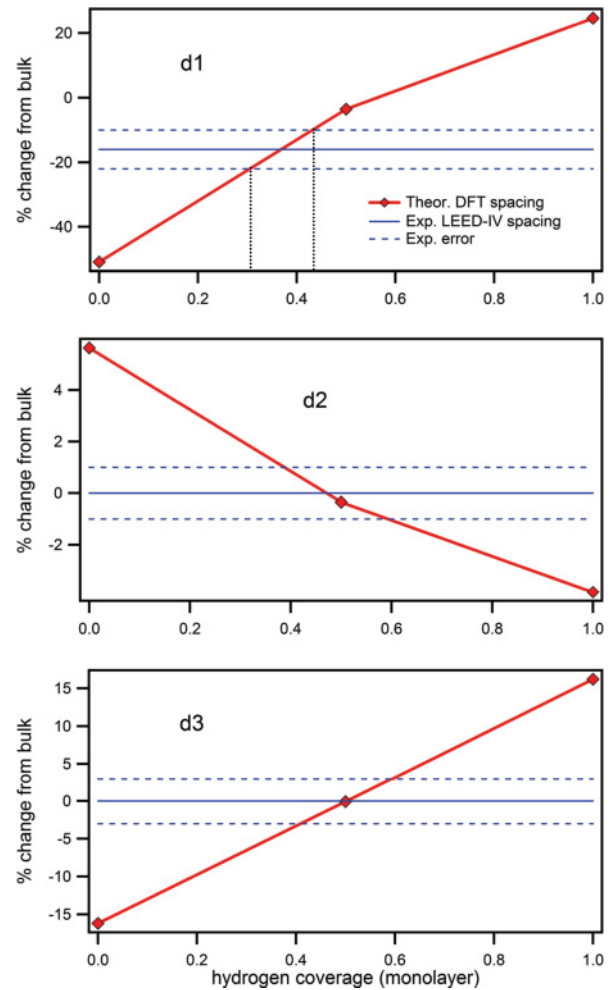 d1
% change from bulk
20
0
-20
-40
Theor. DFT spacing
Exp. LEED-IV spacing
Exp. error
0.0 0.2 0.4 0.6 0.8 1.0
d2
% change from bulk
4
2
0
-2
0.0 0.2 0.4 0.6 0.8 1.0
d3
% change from bulk
15
10
5
0
-5
-10
-15
0.0 0.2 0.4 0.6 0.8 1.0
hydrogen coverage (monolayer)